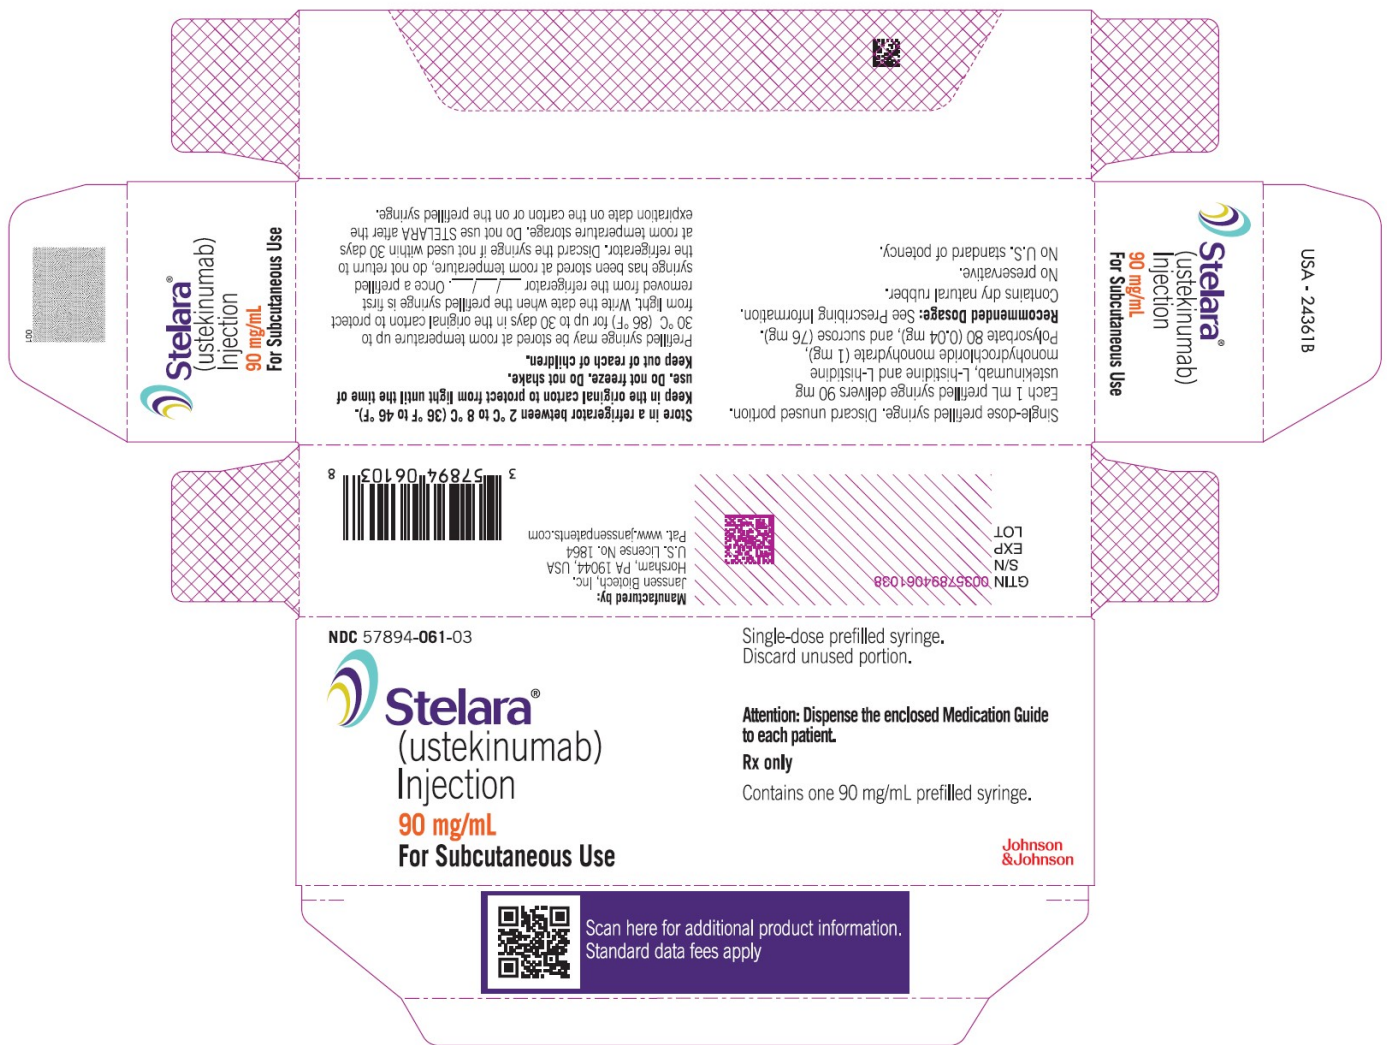 Stelara®
(ustekinumab)
Injection
90 mg/mL
For Subcutaneous Use
001
Store in a refrigerator between 2 °C to 8 °C (36 °F to 46 °F).
Keep in the original carton to protect from light until the time of
use. Do not freeze. Do not shake.
Keep out of reach of children.
Prefilled syringe may be stored at room temperature up to
30 °C (86 °F) for up to 30 days in the original carton to protect
from light. Write the date when the prefilled syringe is first
removed from the refrigerator ___/___/___. Once a prefilled
syringe has been stored at room temperature, do not return to
the refrigerator. Discard the syringe if not used within 30 days
at room temperature storage. Do not use STELARA after the
expiration date on the carton or on the prefilled syringe.
Single-dose prefilled syringe. Discard unused portion.
Each 1 mL prefilled syringe delivers 90 mg
ustekinumab, L-histidine and L-histidine
monohydrochloride monohydrate (1 mg),
Polysorbate 80 (0.04 mg), and sucrose (76 mg).
Recommended Dosage: See Prescribing Information.
Contains dry natural rubber.
No preservative.
No U.S. standard of potency.
Stelara®
(ustekinumab)
Injection
90 mg/mL
For Subcutaneous Use
USA - 24361B
3 57894 06103 8
Manufactured by:
Janssen Biotech, Inc.
Horsham, PA 19044, USA
U.S. License No. 1864
Pat. www.janssenpatents.com
GTIN 00357894061038
S/N
EXP
LOT
NDC 57894-061-03
Stelara®
(ustekinumab)
Injection
90 mg/mL
For Subcutaneous Use
Single-dose prefilled syringe.
Discard unused portion.
Attention: Dispense the enclosed Medication Guide
to each patient.
Rx only
Contains one 90 mg/mL prefilled syringe.
Johnson
&Johnson
Scan here for additional product information.
Standard data fees apply